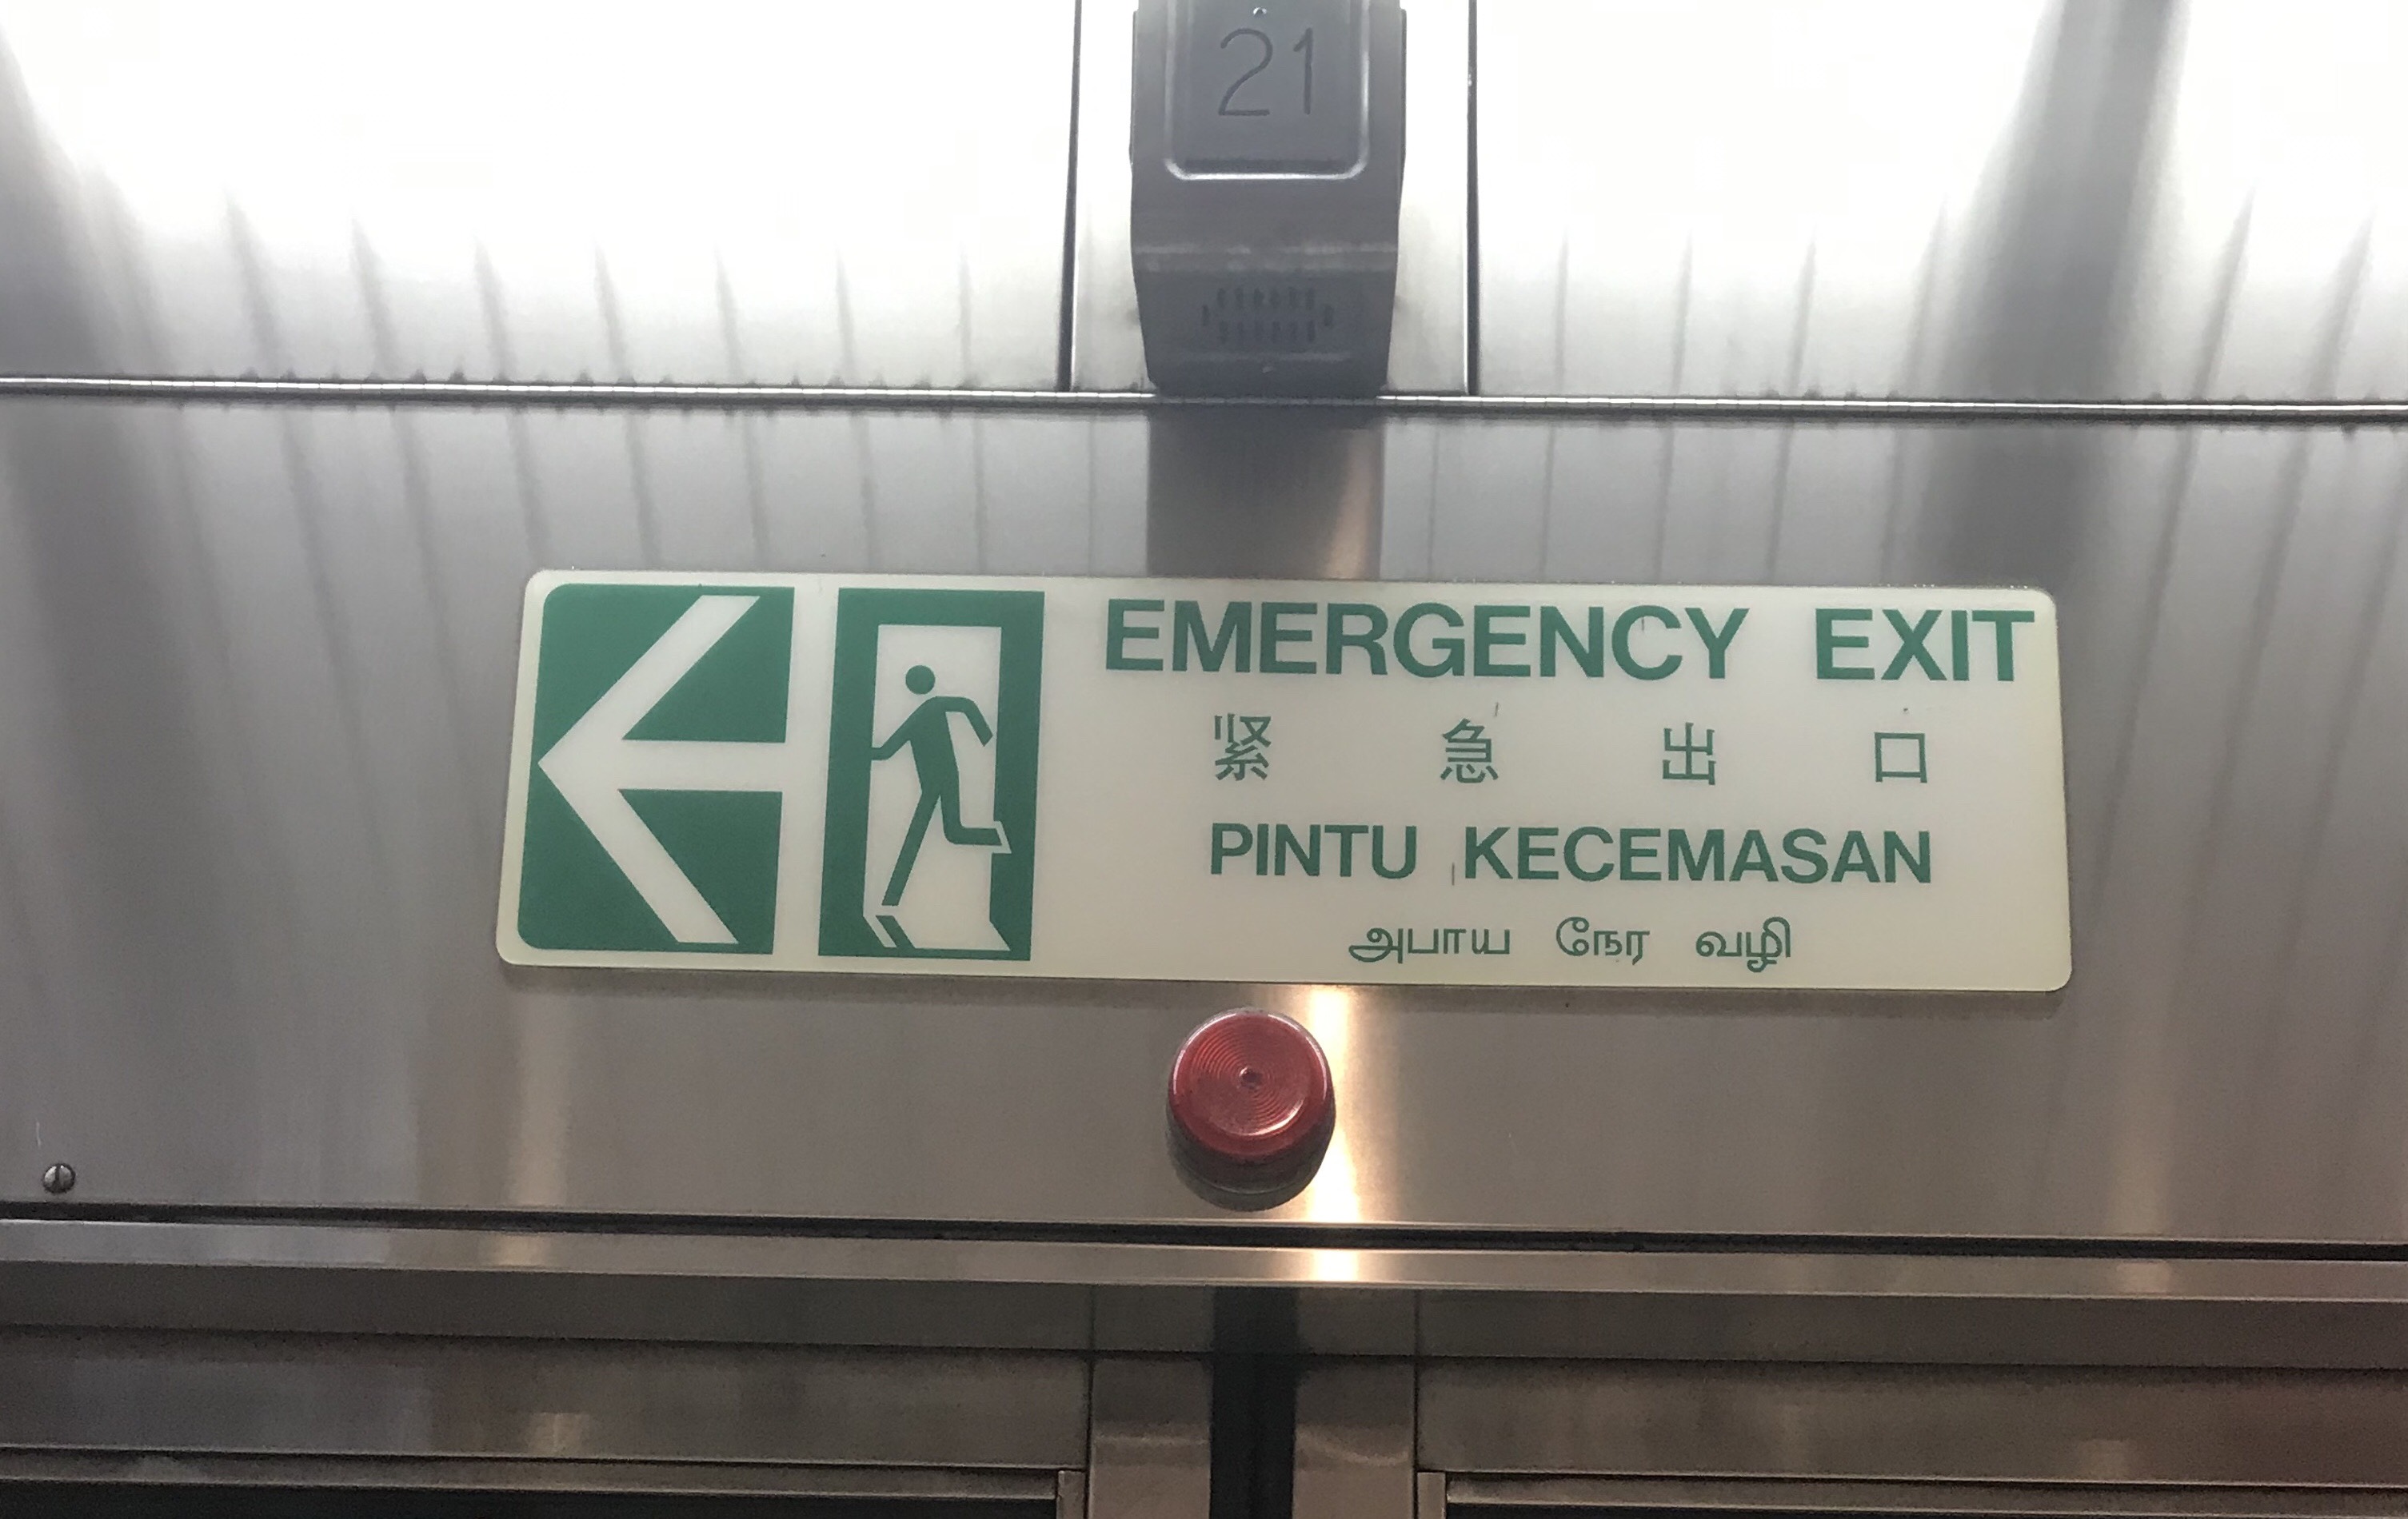 21
EMERGENCY EXIT
紧急出口
PINTU KECEMASAN
அபாய நேர வழி